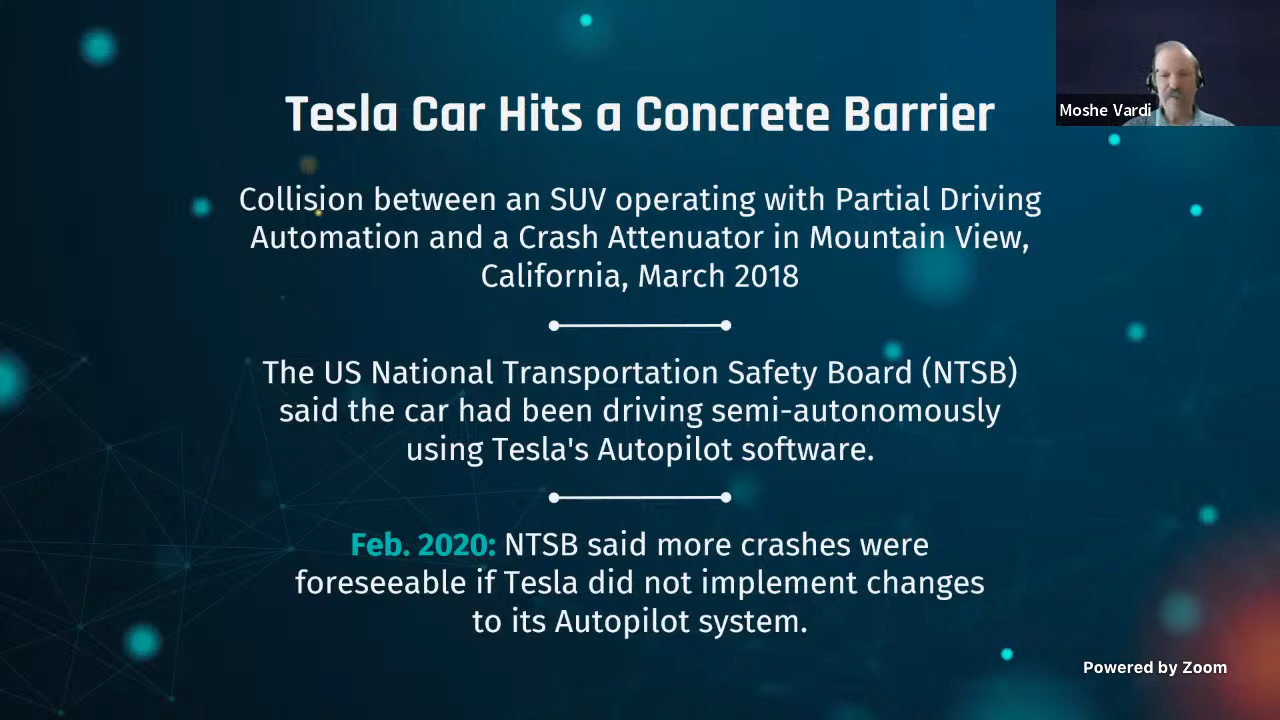 Tesla Car Hits a Concrete Barrier
Moshe Vardi
Collision between an SUV operating with Partial Driving
Automation and a Crash Attenuator in Mountain View,
California, March 2018
The US National Transportation Safety Board (NTSB)
said the car had been driving semi-autonomously
using Tesla's Autopilot software.
Feb. 2020: NTSB said more crashes were
foreseeable if Tesla did not implement changes
to its Autopilot system.
Powered by Zoom